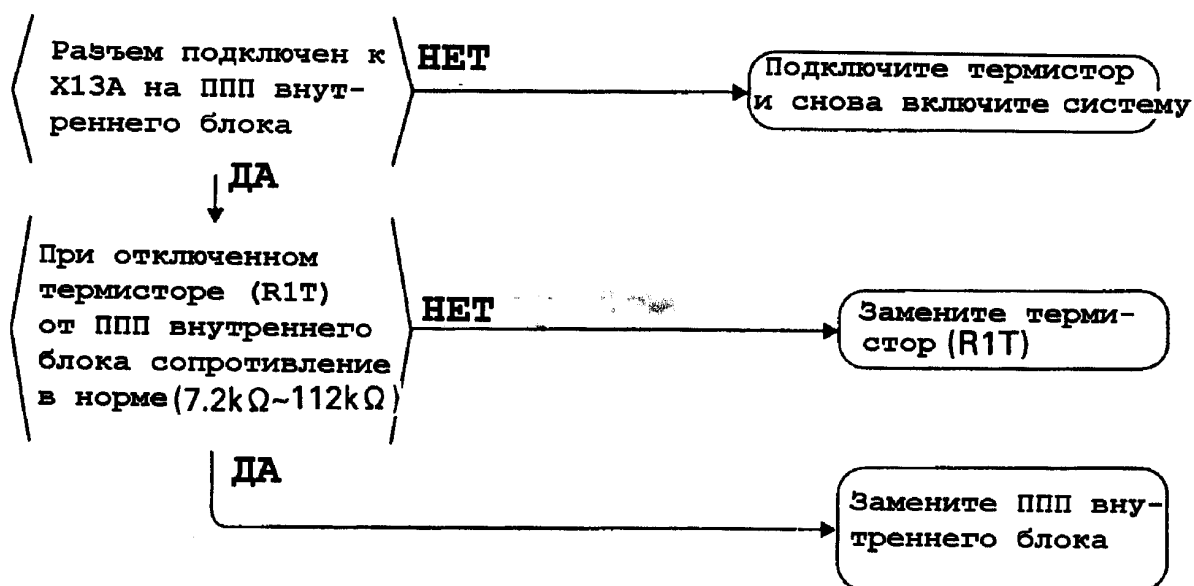 Разъем подключен к
X13A на ППП внут-
реннего блока
НЕТ
Подключите термистор
и снова включите систему
ДА
При отключенном
термисторе (R1T)
от ППП внутреннего
блока сопротивление
в норме (7.2kΩ~112kΩ)
НЕТ
Замените терми-
стор (R1T)
ДА
Замените ППП вну-
треннего блока